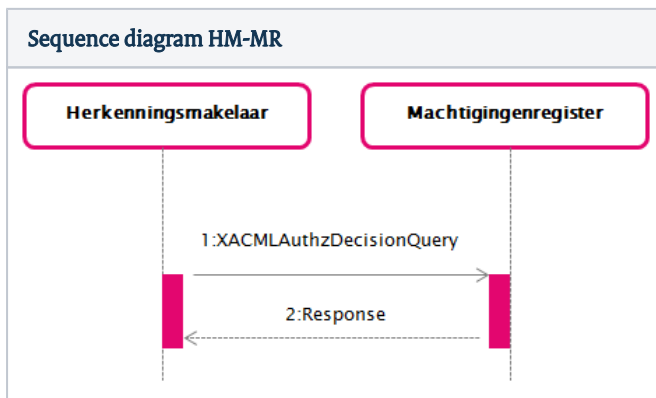 Sequence diagram HM-MR
Herkenningsmakelaar
Machtigingenregister
1:XACMLAuthzDecisionQuery
2:Response